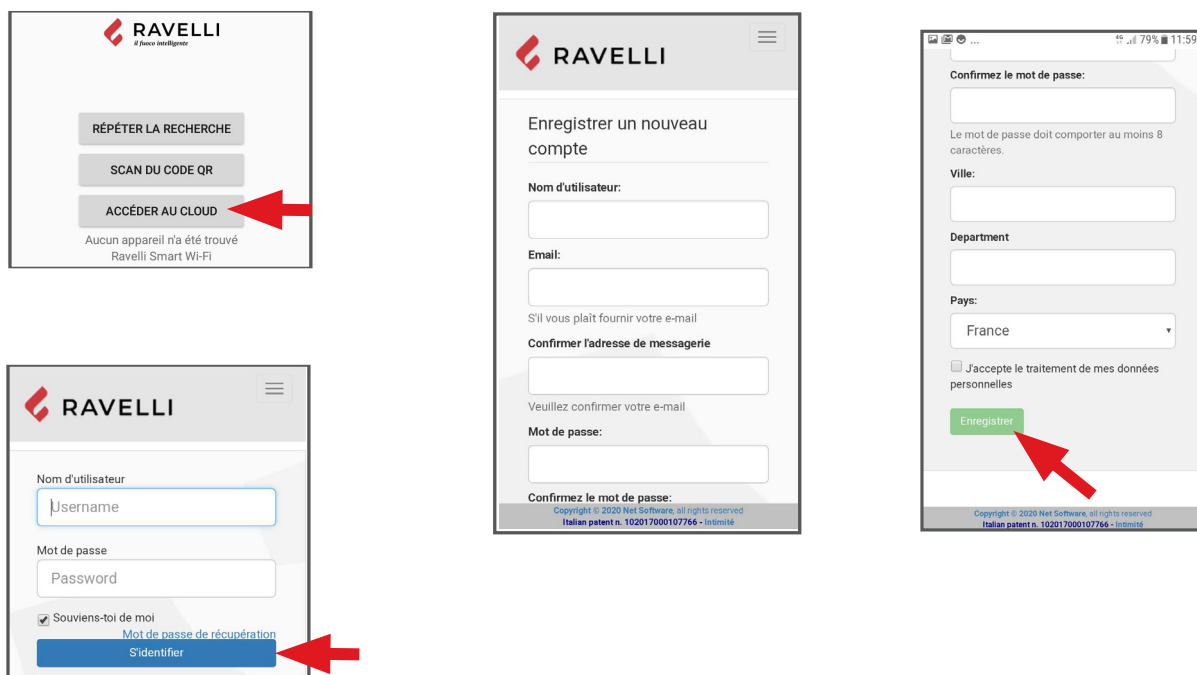 RAVELLI
il fuoco intelligente
RÉPÉTER LA RECHERCHE
SCAN DU CODE QR
ACCÉDER AU CLOUD
Aucun appareil n'a été trouvé
Ravelli Smart Wi-Fi
RAVELLI
Nom d'utilisateur
Username
Mot de passe
Password
Souviens-toi de moi
Mot de passe de récupération
S'identifier
RAVELLI
Enregistrer un nouveau
compte
Nom d'utilisateur:
Email:
S'il vous plaît fournir votre e-mail
Confirmer l'adresse de messagerie
Veuillez confirmer votre e-mail
Mot de passe:
Confirmez le mot de passe:
Copyright © 2020 Net Software, all rights reserved
Italian patent n. 102017000107766 - Intimité
... 79% 11:59
Confirmez le mot de passe:
Le mot de passe doit comporter au moins 8
caractères.
Ville:
Department
Pays:
France
J'accepte le traitement de mes données
personnelles
Enregistrer
Copyright © 2020 Net Software, all rights reserved
Italian patent n. 102017000107766 - Intimité